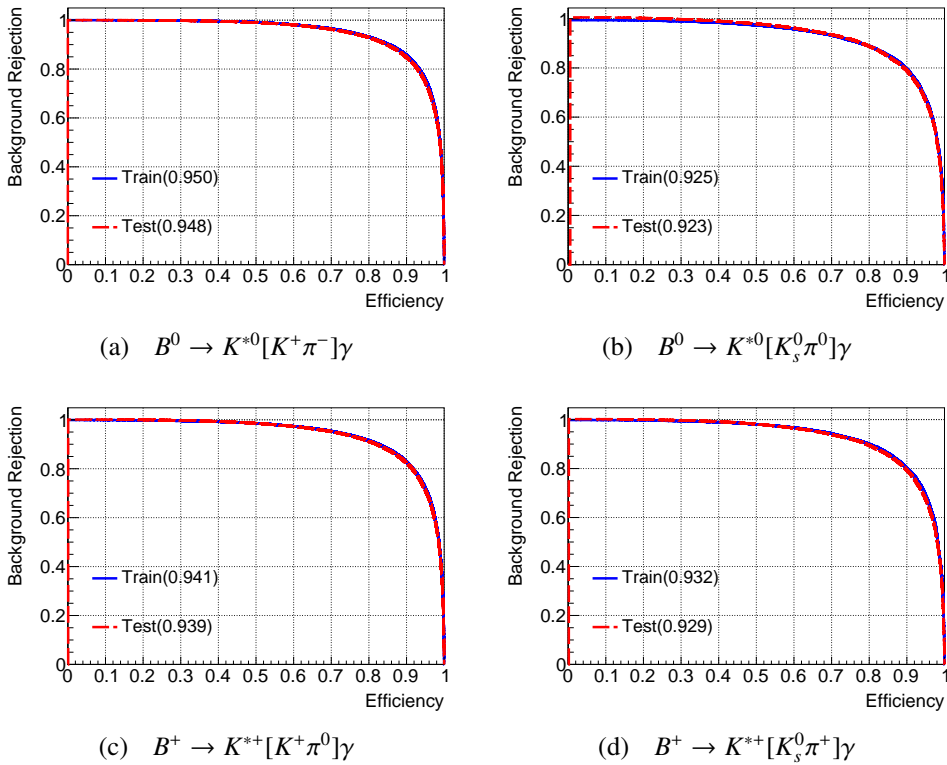 Background Rejection
1
0.8
0.6
0.4
0.2
0
Train(0.950)
Test(0.948)
0 0.1 0.2 0.3 0.4 0.5 0.6 0.7 0.8 0.9 1
Efficiency
(a) B⁰ → K*⁰[K⁺π⁻]γ
Background Rejection
1
0.8
0.6
0.4
0.2
0
Train(0.925)
Test(0.923)
0 0.1 0.2 0.3 0.4 0.5 0.6 0.7 0.8 0.9 1
Efficiency
(b) B⁰ → K*⁰[K_s⁰π⁰]γ
Background Rejection
1
0.8
0.6
0.4
0.2
0
Train(0.941)
Test(0.939)
0 0.1 0.2 0.3 0.4 0.5 0.6 0.7 0.8 0.9 1
Efficiency
(c) B⁺ → K*⁺[K⁺π⁰]γ
Background Rejection
1
0.8
0.6
0.4
0.2
0
Train(0.932)
Test(0.929)
0 0.1 0.2 0.3 0.4 0.5 0.6 0.7 0.8 0.9 1
Efficiency
(d) B⁺ → K*⁺[K_s⁰π⁺]γ